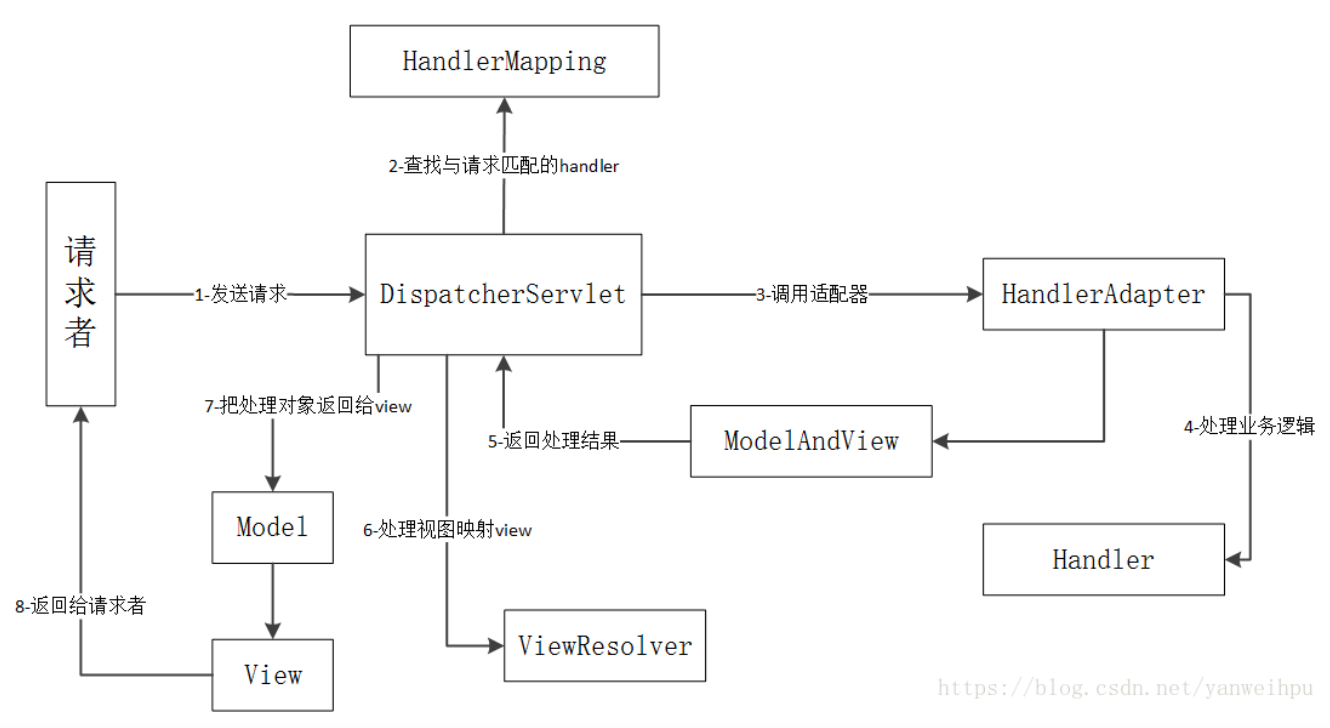 HandlerMapping
2-查找与请求匹配的handler
请求者
1-发送请求
DispatcherServlet
3-调用适配器
HandlerAdapter
7-把处理对象返回给view
5-返回处理结果
ModelAndView
4-处理业务逻辑
Model
6-处理视图映射view
Handler
8-返回给请求者
ViewResolver
View
https://blog.csdn.net/yanweihpu